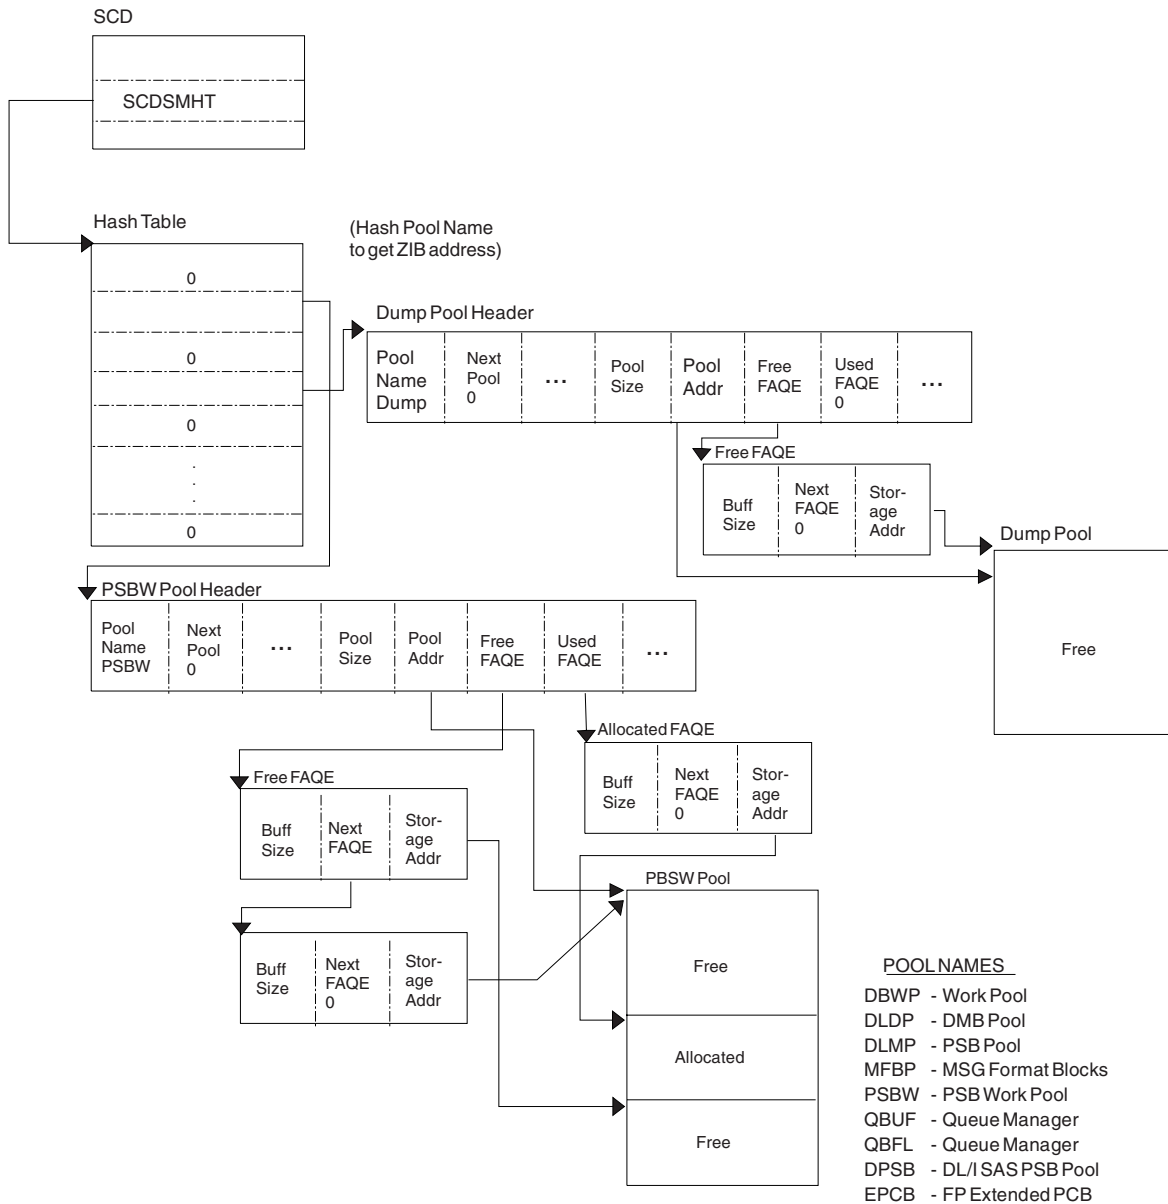 SCD
SCDSMHT
Hash Table
(Hash Pool Name
to get ZIB address)
0
0
0
.
.
.
0
Dump Pool Header
Pool
Name
Dump
Next
Pool
0
...
Pool
Size
Pool
Addr
Free
FAQE
Used
FAQE
0
...
Free FAQE
Buff
Size
Next
FAQE
0
Stor-
age
Addr
Dump Pool
Free
PSBW Pool Header
Pool
Name
PSBW
Next
Pool
0
...
Pool
Size
Pool
Addr
Free
FAQE
Used
FAQE
...
Allocated FAQE
Buff
Size
Next
FAQE
0
Stor-
age
Addr
Free FAQE
Buff
Size
Next
FAQE
Stor-
age
Addr
Buff
Size
Next
FAQE
0
Stor-
age
Addr
PBSW Pool
Free
Allocated
Free
POOL NAMES
DBWP - Work Pool
DLDP - DMB Pool
DLMP - PSB Pool
MFBP - MSG Format Blocks
PSBW - PSB Work Pool
QBUF - Queue Manager
QBFL - Queue Manager
DPSB - DL/I SAS PSB Pool
EPCB - FP Extended PCB